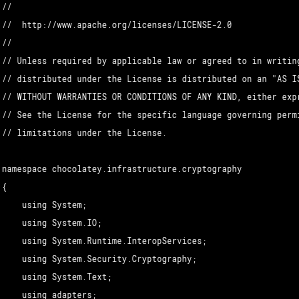 //
//  http://www.apache.org/licenses/LICENSE-2.0
//
// Unless required by applicable law or agreed to in writing
// distributed under the License is distributed on an "AS IS
// WITHOUT WARRANTIES OR CONDITIONS OF ANY KIND, either expr
// See the License for the specific language governing permi
// limitations under the License.

namespace chocolatey.infrastructure.cryptography
{
    using System;
    using System.IO;
    using System.Runtime.InteropServices;
    using System.Security.Cryptography;
    using System.Text;
    using adapters;